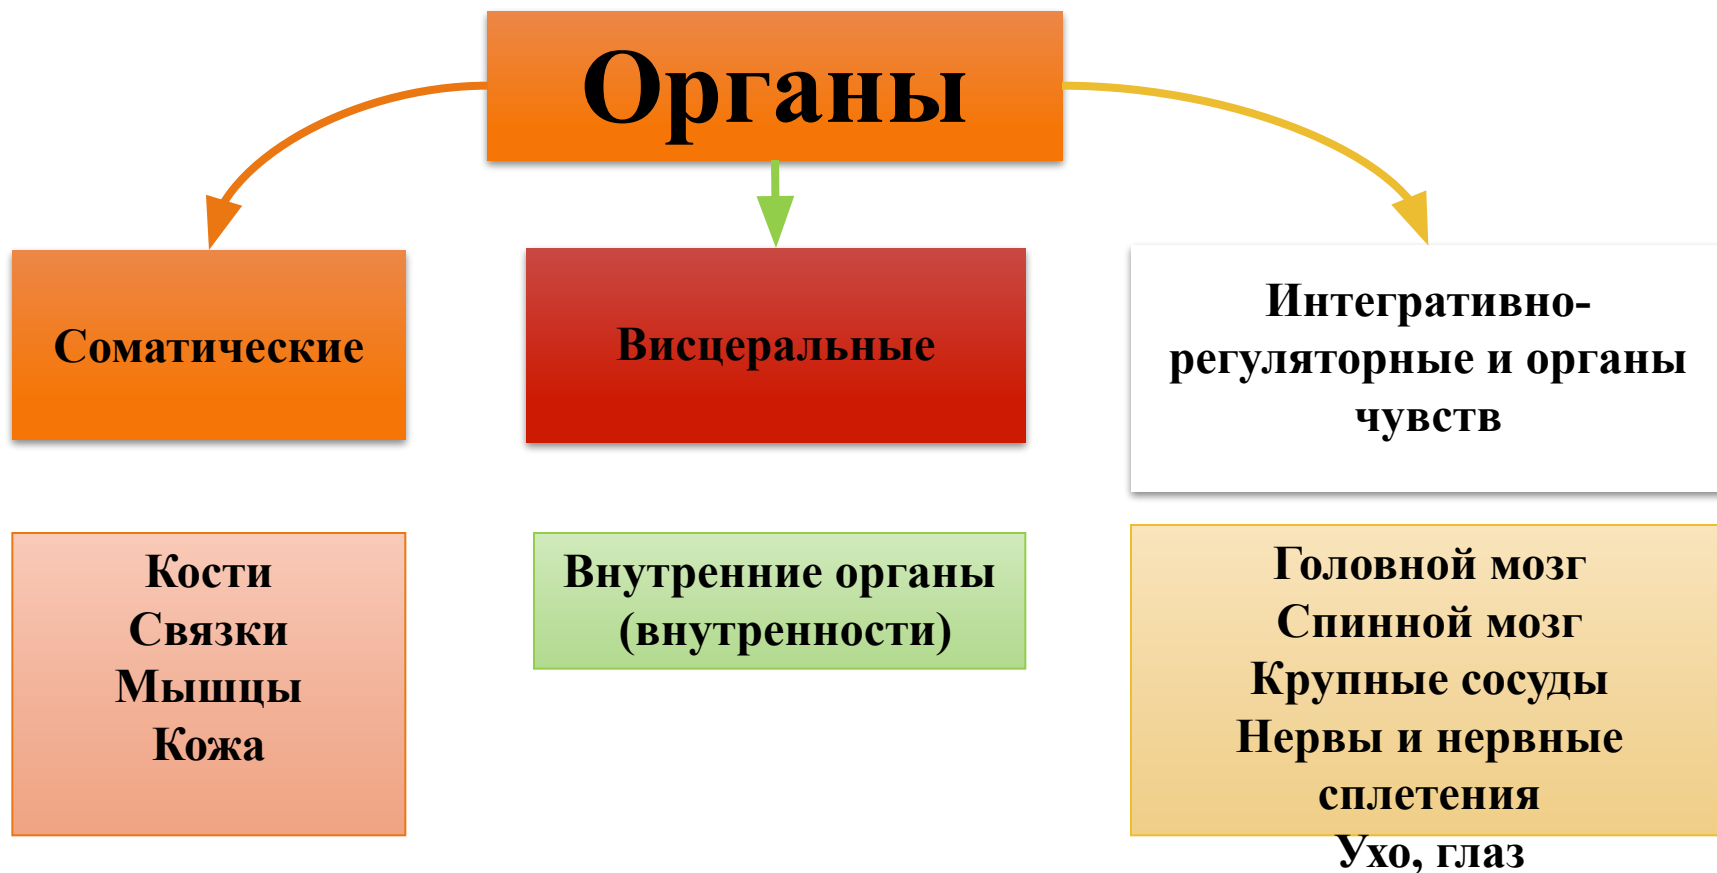 Органы
Соматические
Висцеральные
Интегративно-
регуляторные и органы
чувств
Кости
Связки
Мышцы
Кожа
Внутренние органы
(внутренности)
Головной мозг
Спинной мозг
Крупные сосуды
Нервы и нервные
сплетения
Ухо, глаз